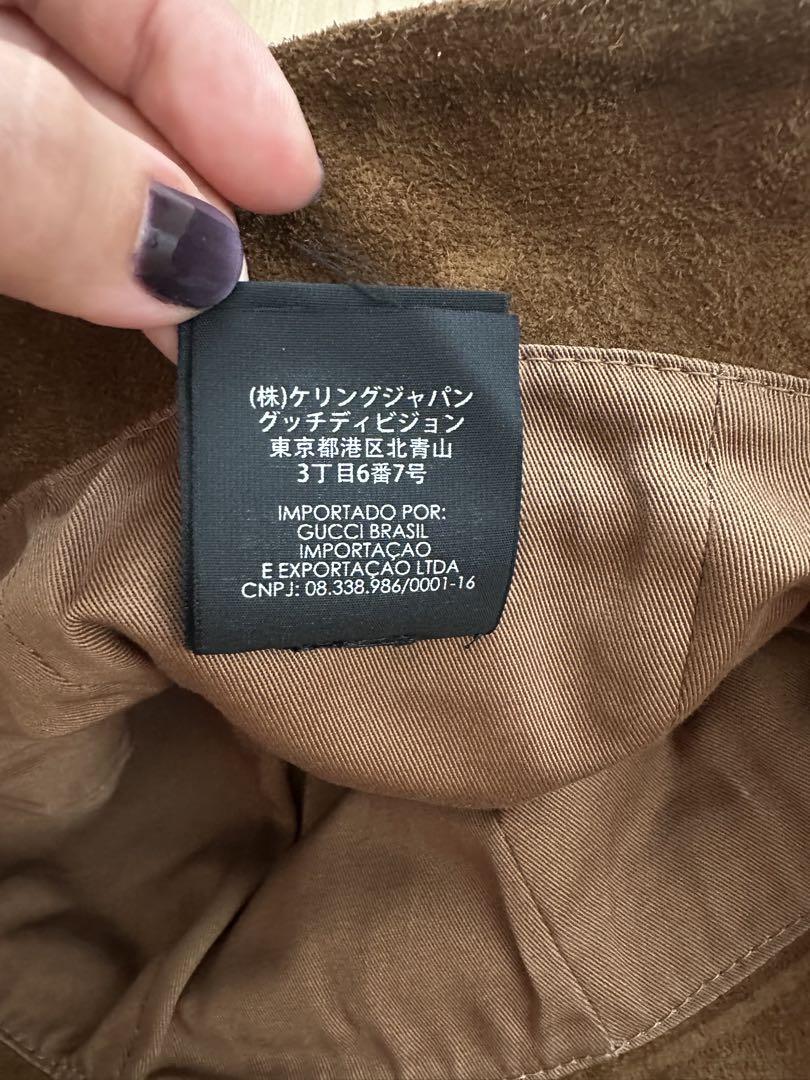 (株)ケリングジャパン
グッチディビジョン
東京都港区北青山
3丁目6番7号
IMPORTADO POR:
GUCCI BRASIL
IMPORTAÇAO
E EXPORTAÇAO LTDA
CNPJ: 08.338.986/0001-16